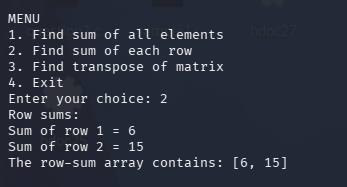 MENU
1. Find sum of all elements
2. Find sum of each row
3. Find transpose of matrix
4. Exit
Enter your choice: 2
Row sums:
Sum of row 1 = 6
Sum of row 2 = 15
The row-sum array contains: [6, 15]
hdoc27